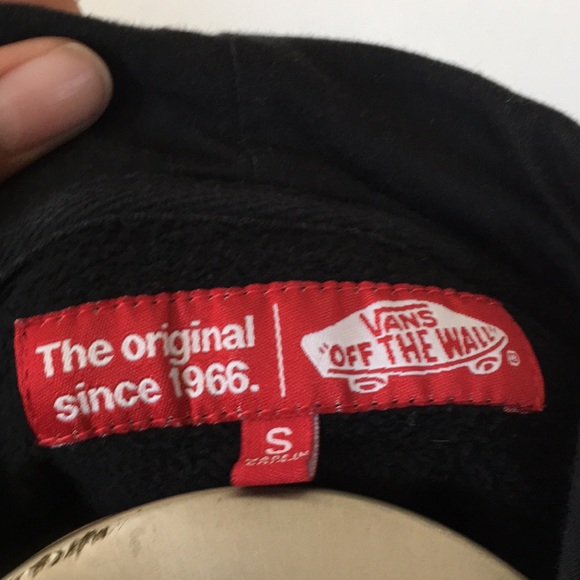 The original
since 1966.
VANS
"OFF THE WALL"
®
S